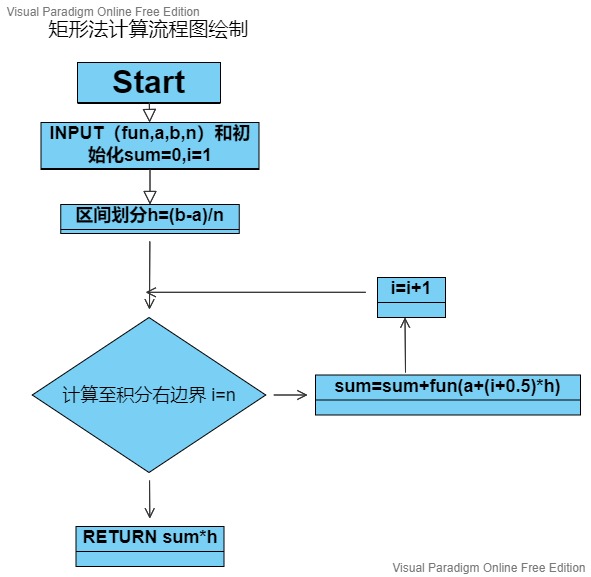 Visual Paradigm Online Free Edition
矩形法计算流程图绘制
Start
INPUT（fun,a,b,n）和初
始化sum=0,i=1
区间划分h=(b-a)/n
i=i+1
计算至积分右边界 i=n
sum=sum+fun(a+(i+0.5)*h)
RETURN sum*h
Visual Paradigm Online Free Edition